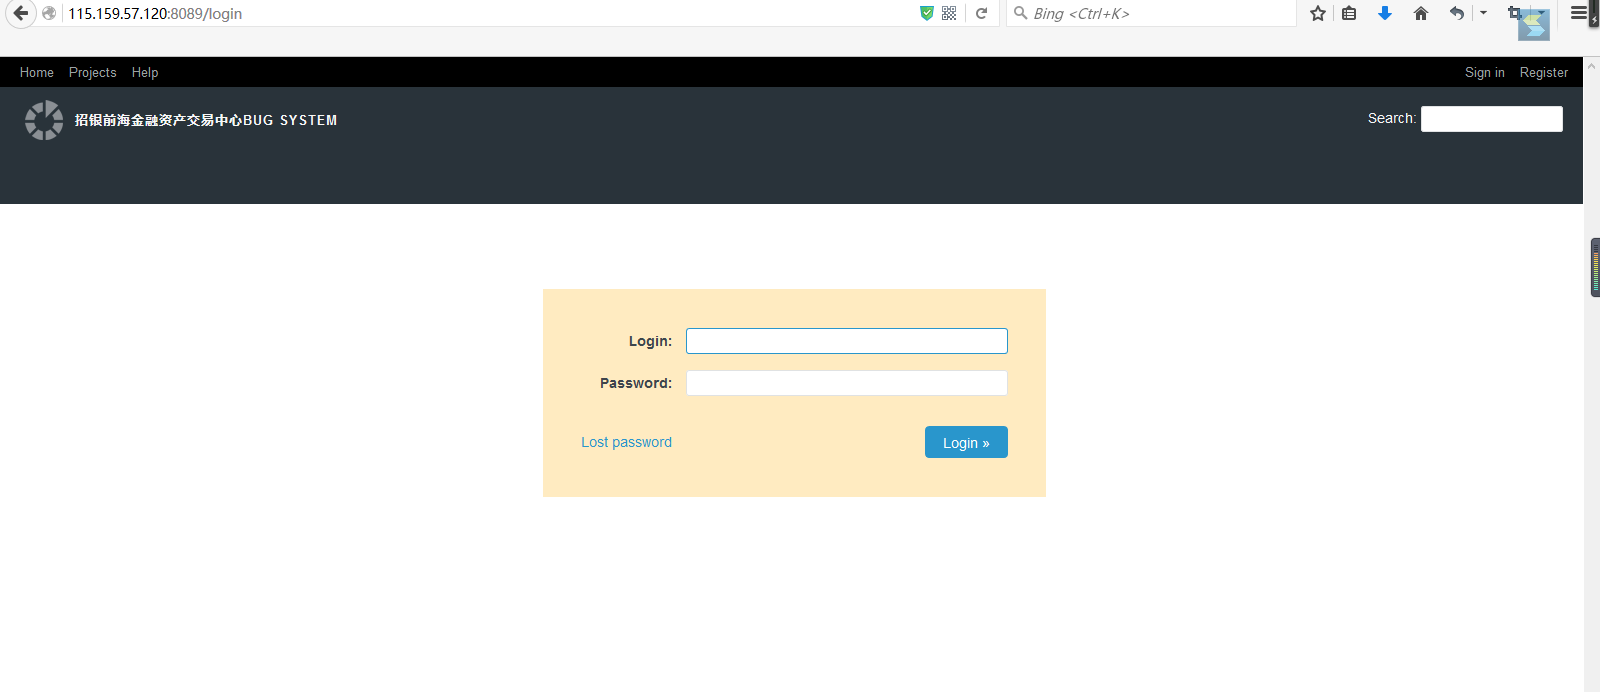 115.159.57.120:8089/login
Bing <Ctrl+K>
Home Projects Help Sign in Register
招银前海金融资产交易中心BUG SYSTEM
Search:
Login:
Password:
Lost password
Login »